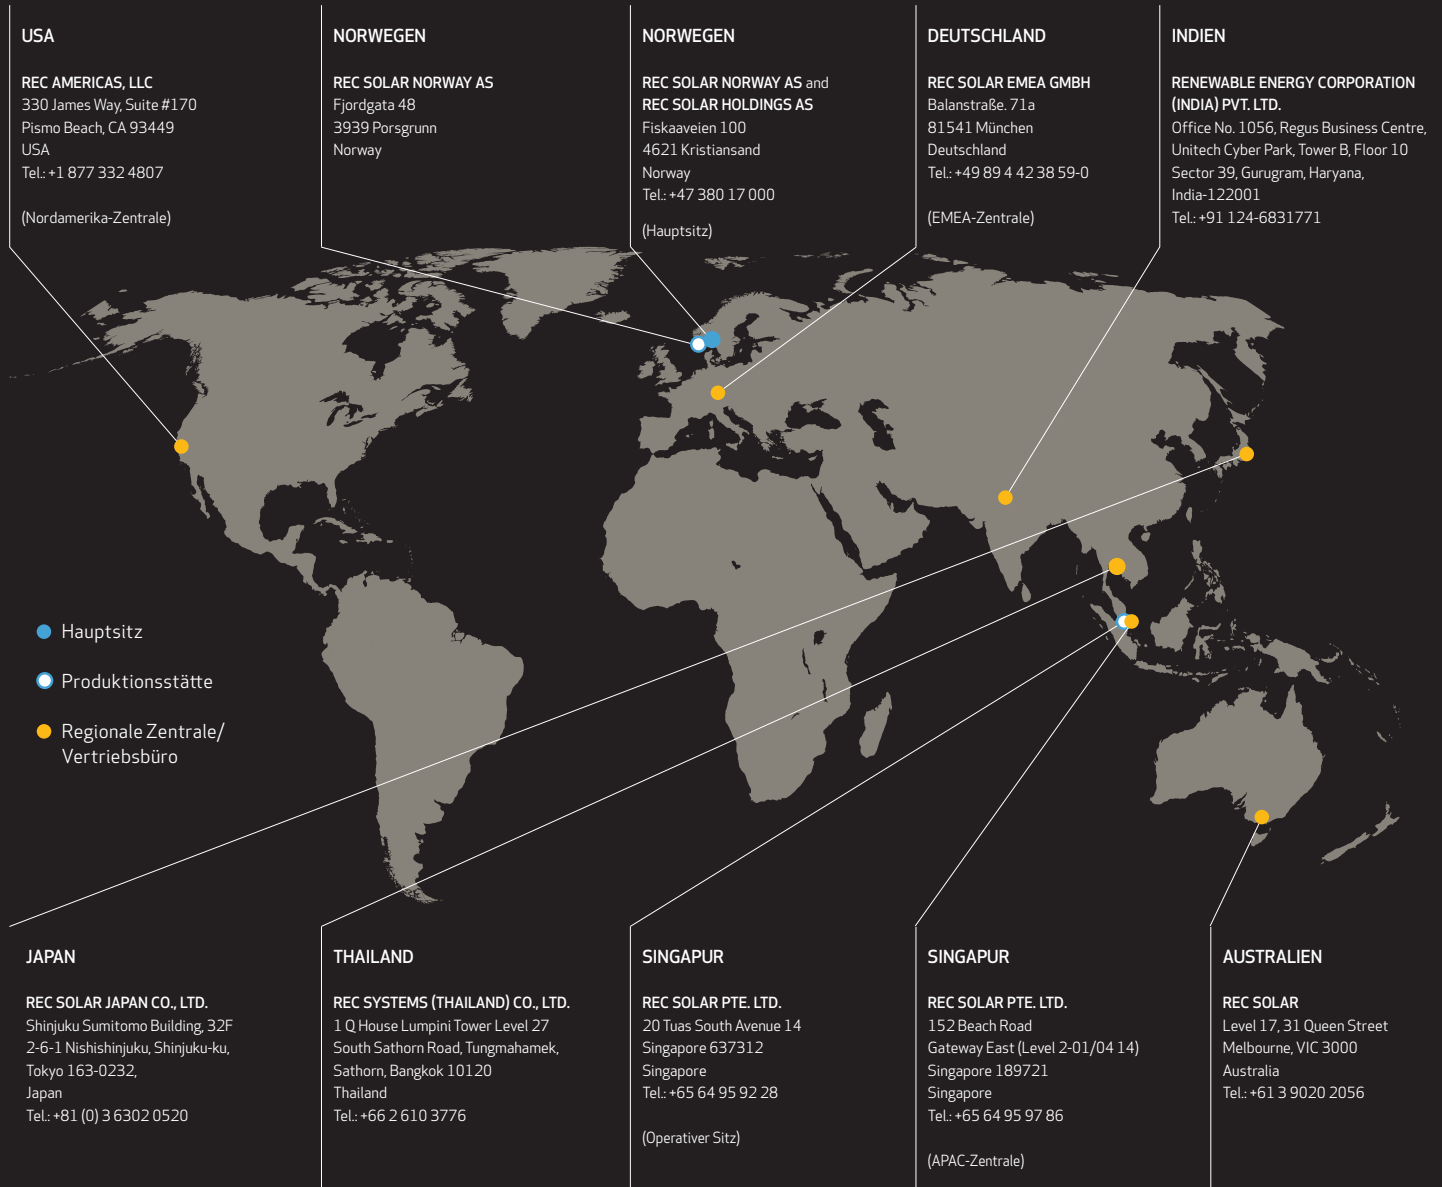 USA
REC AMERICAS, LLC
330 James Way, Suite #170
Pismo Beach, CA 93449
USA
Tel.: +1 877 332 4807
(Nordamerika-Zentrale)
NORWEGEN
REC SOLAR NORWAY AS
Fjordgata 48
3939 Porsgrunn
Norway
NORWEGEN
REC SOLAR NORWAY AS and
REC SOLAR HOLDINGS AS
Fiskaaveien 100
4621 Kristiansand
Norway
Tel.: +47 380 17 000
(Hauptsitz)
DEUTSCHLAND
REC SOLAR EMEA GMBH
Balanstraße. 71a
81541 München
Deutschland
Tel.: +49 89 4 42 38 59-0
(EMEA-Zentrale)
INDIEN
RENEWABLE ENERGY CORPORATION
(INDIA) PVT. LTD.
Office No. 1056, Regus Business Centre,
Unitech Cyber Park, Tower B, Floor 10
Sector 39, Gurugram, Haryana,
India-122001
Tel.: +91 124-6831771
Hauptsitz
Produktionsstätte
Regionale Zentrale/
Vertriebsbüro
JAPAN
REC SOLAR JAPAN CO., LTD.
Shinjuku Sumitomo Building, 32F
2-6-1 Nishishinjuku, Shinjuku-ku,
Tokyo 163-0232,
Japan
Tel.: +81 (0) 3 6302 0520
THAILAND
REC SYSTEMS (THAILAND) CO., LTD.
1 Q House Lumpini Tower Level 27
South Sathorn Road, Tungmahamek,
Sathorn, Bangkok 10120
Thailand
Tel.: +66 2 610 3776
SINGAPUR
REC SOLAR PTE. LTD.
20 Tuas South Avenue 14
Singapore 637312
Singapore
Tel.: +65 64 95 92 28
(Operativer Sitz)
SINGAPUR
REC SOLAR PTE. LTD.
152 Beach Road
Gateway East (Level 2-01/04 14)
Singapore 189721
Singapore
Tel.: +65 64 95 97 86
(APAC-Zentrale)
AUSTRALIEN
REC SOLAR
Level 17, 31 Queen Street
Melbourne, VIC 3000
Australia
Tel.: +61 3 9020 2056